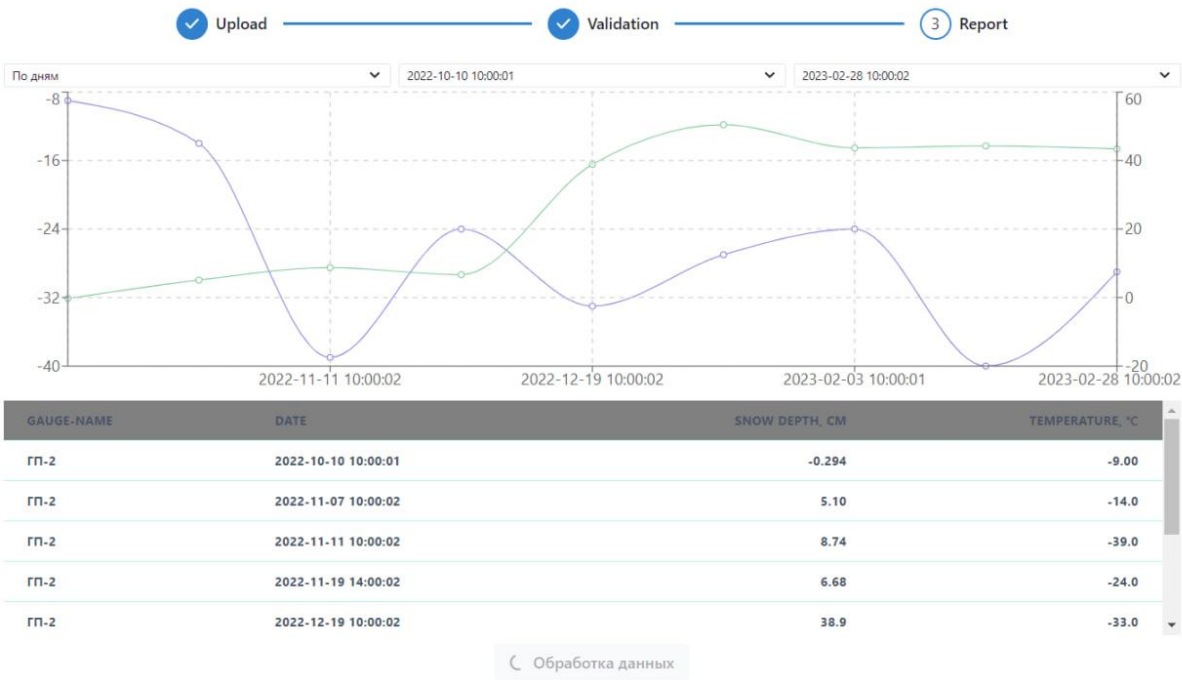 Upload
Validation
3 Report
По дням
2022-10-10 10:00:01
2023-02-28 10:00:02
-8 60
-16 40
-24 20
-32 0
-40 -20
2022-11-11 10:00:02 2022-12-19 10:00:02 2023-02-03 10:00:01 2023-02-28 10:00:02
GAUGE-NAME DATE SNOW DEPTH, CM TEMPERATURE, °C
ГП-2 2022-10-10 10:00:01 -0.294 -9.00
ГП-2 2022-11-07 10:00:02 5.10 -14.0
ГП-2 2022-11-11 10:00:02 8.74 -39.0
ГП-2 2022-11-19 14:00:02 6.68 -24.0
ГП-2 2022-12-19 10:00:02 38.9 -33.0
Обработка данных